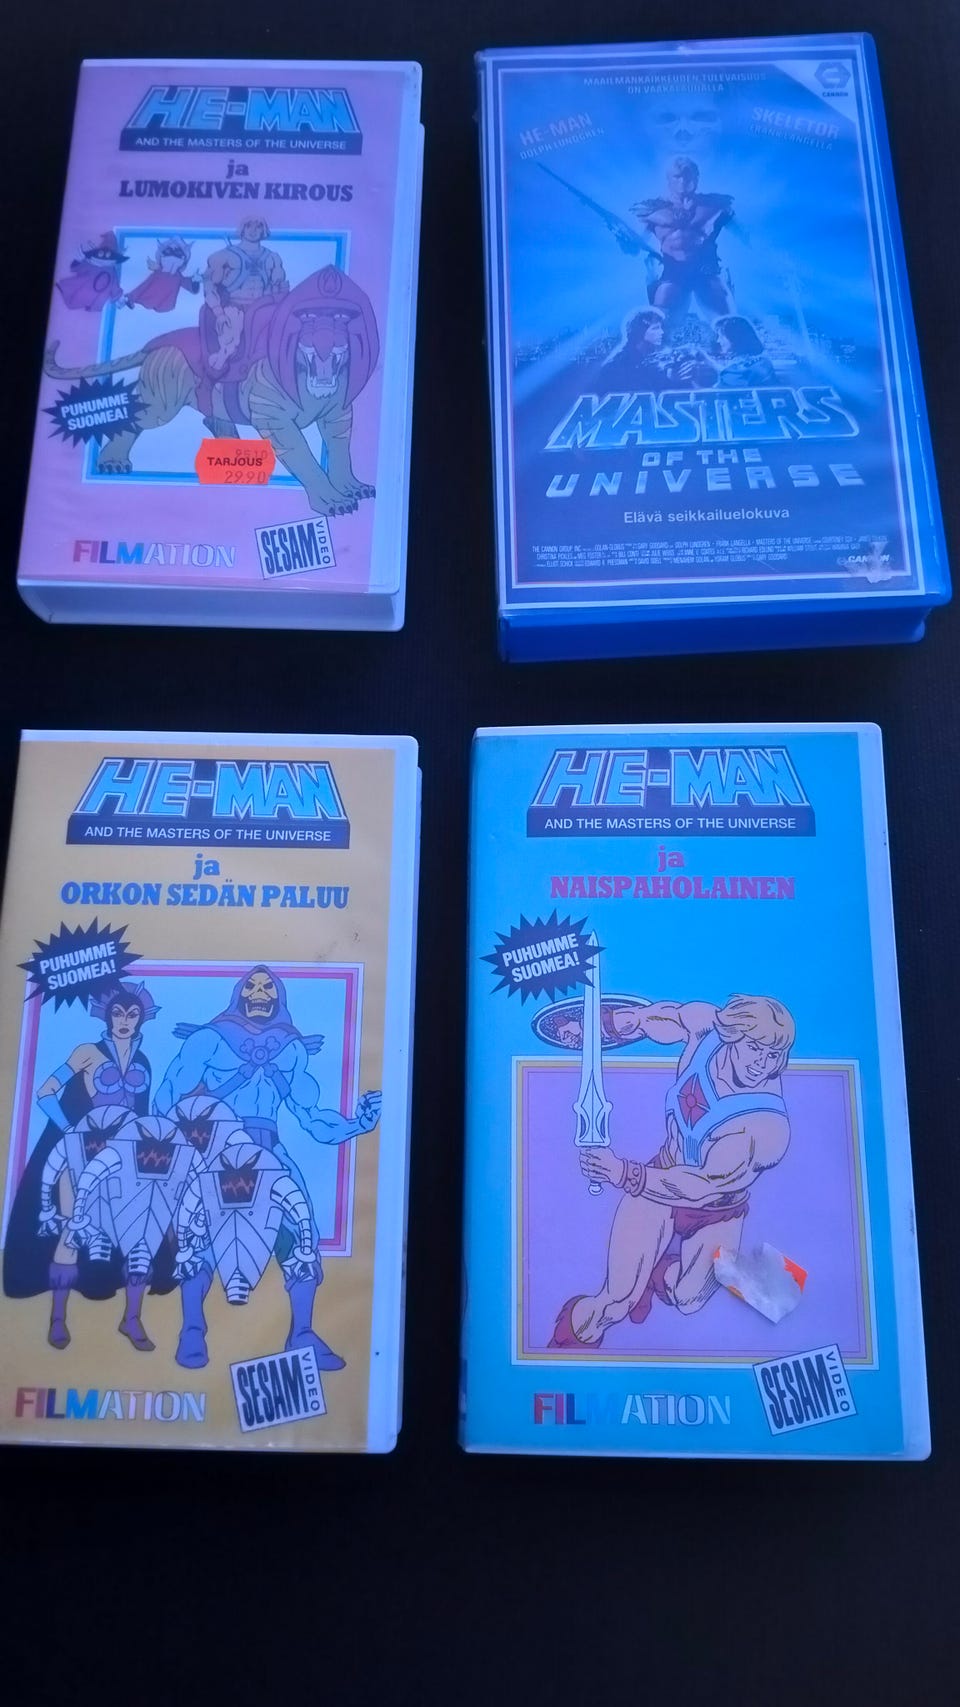 HE-MAN
AND THE MASTERS OF THE UNIVERSE
ja
LUMOKIVEN KIROUS
PUHUMME
SUOMEA!
TARJOUS
29.90
FILMATION
SESAM
VIDEO
MAAILMANKAIKKEUDEN TULEVAISUUS
ON VAAKALAUDALLA
CANNON
HE-MAN
DOLPH LUNDGREN
SKELETOR
FRANK LANGELLA
MASTERS
OF THE
UNIVERSE
Elävä seikkailuelokuva
CANNON
HE-MAN
AND THE MASTERS OF THE UNIVERSE
ja
ORKON SEDÄN PALUU
PUHUMME
SUOMEA!
FILMATION
SESAM
VIDEO
HE-MAN
AND THE MASTERS OF THE UNIVERSE
ja
NAISPAHOLAINEN
PUHUMME
SUOMEA!
FILMATION
SESAM
VIDEO